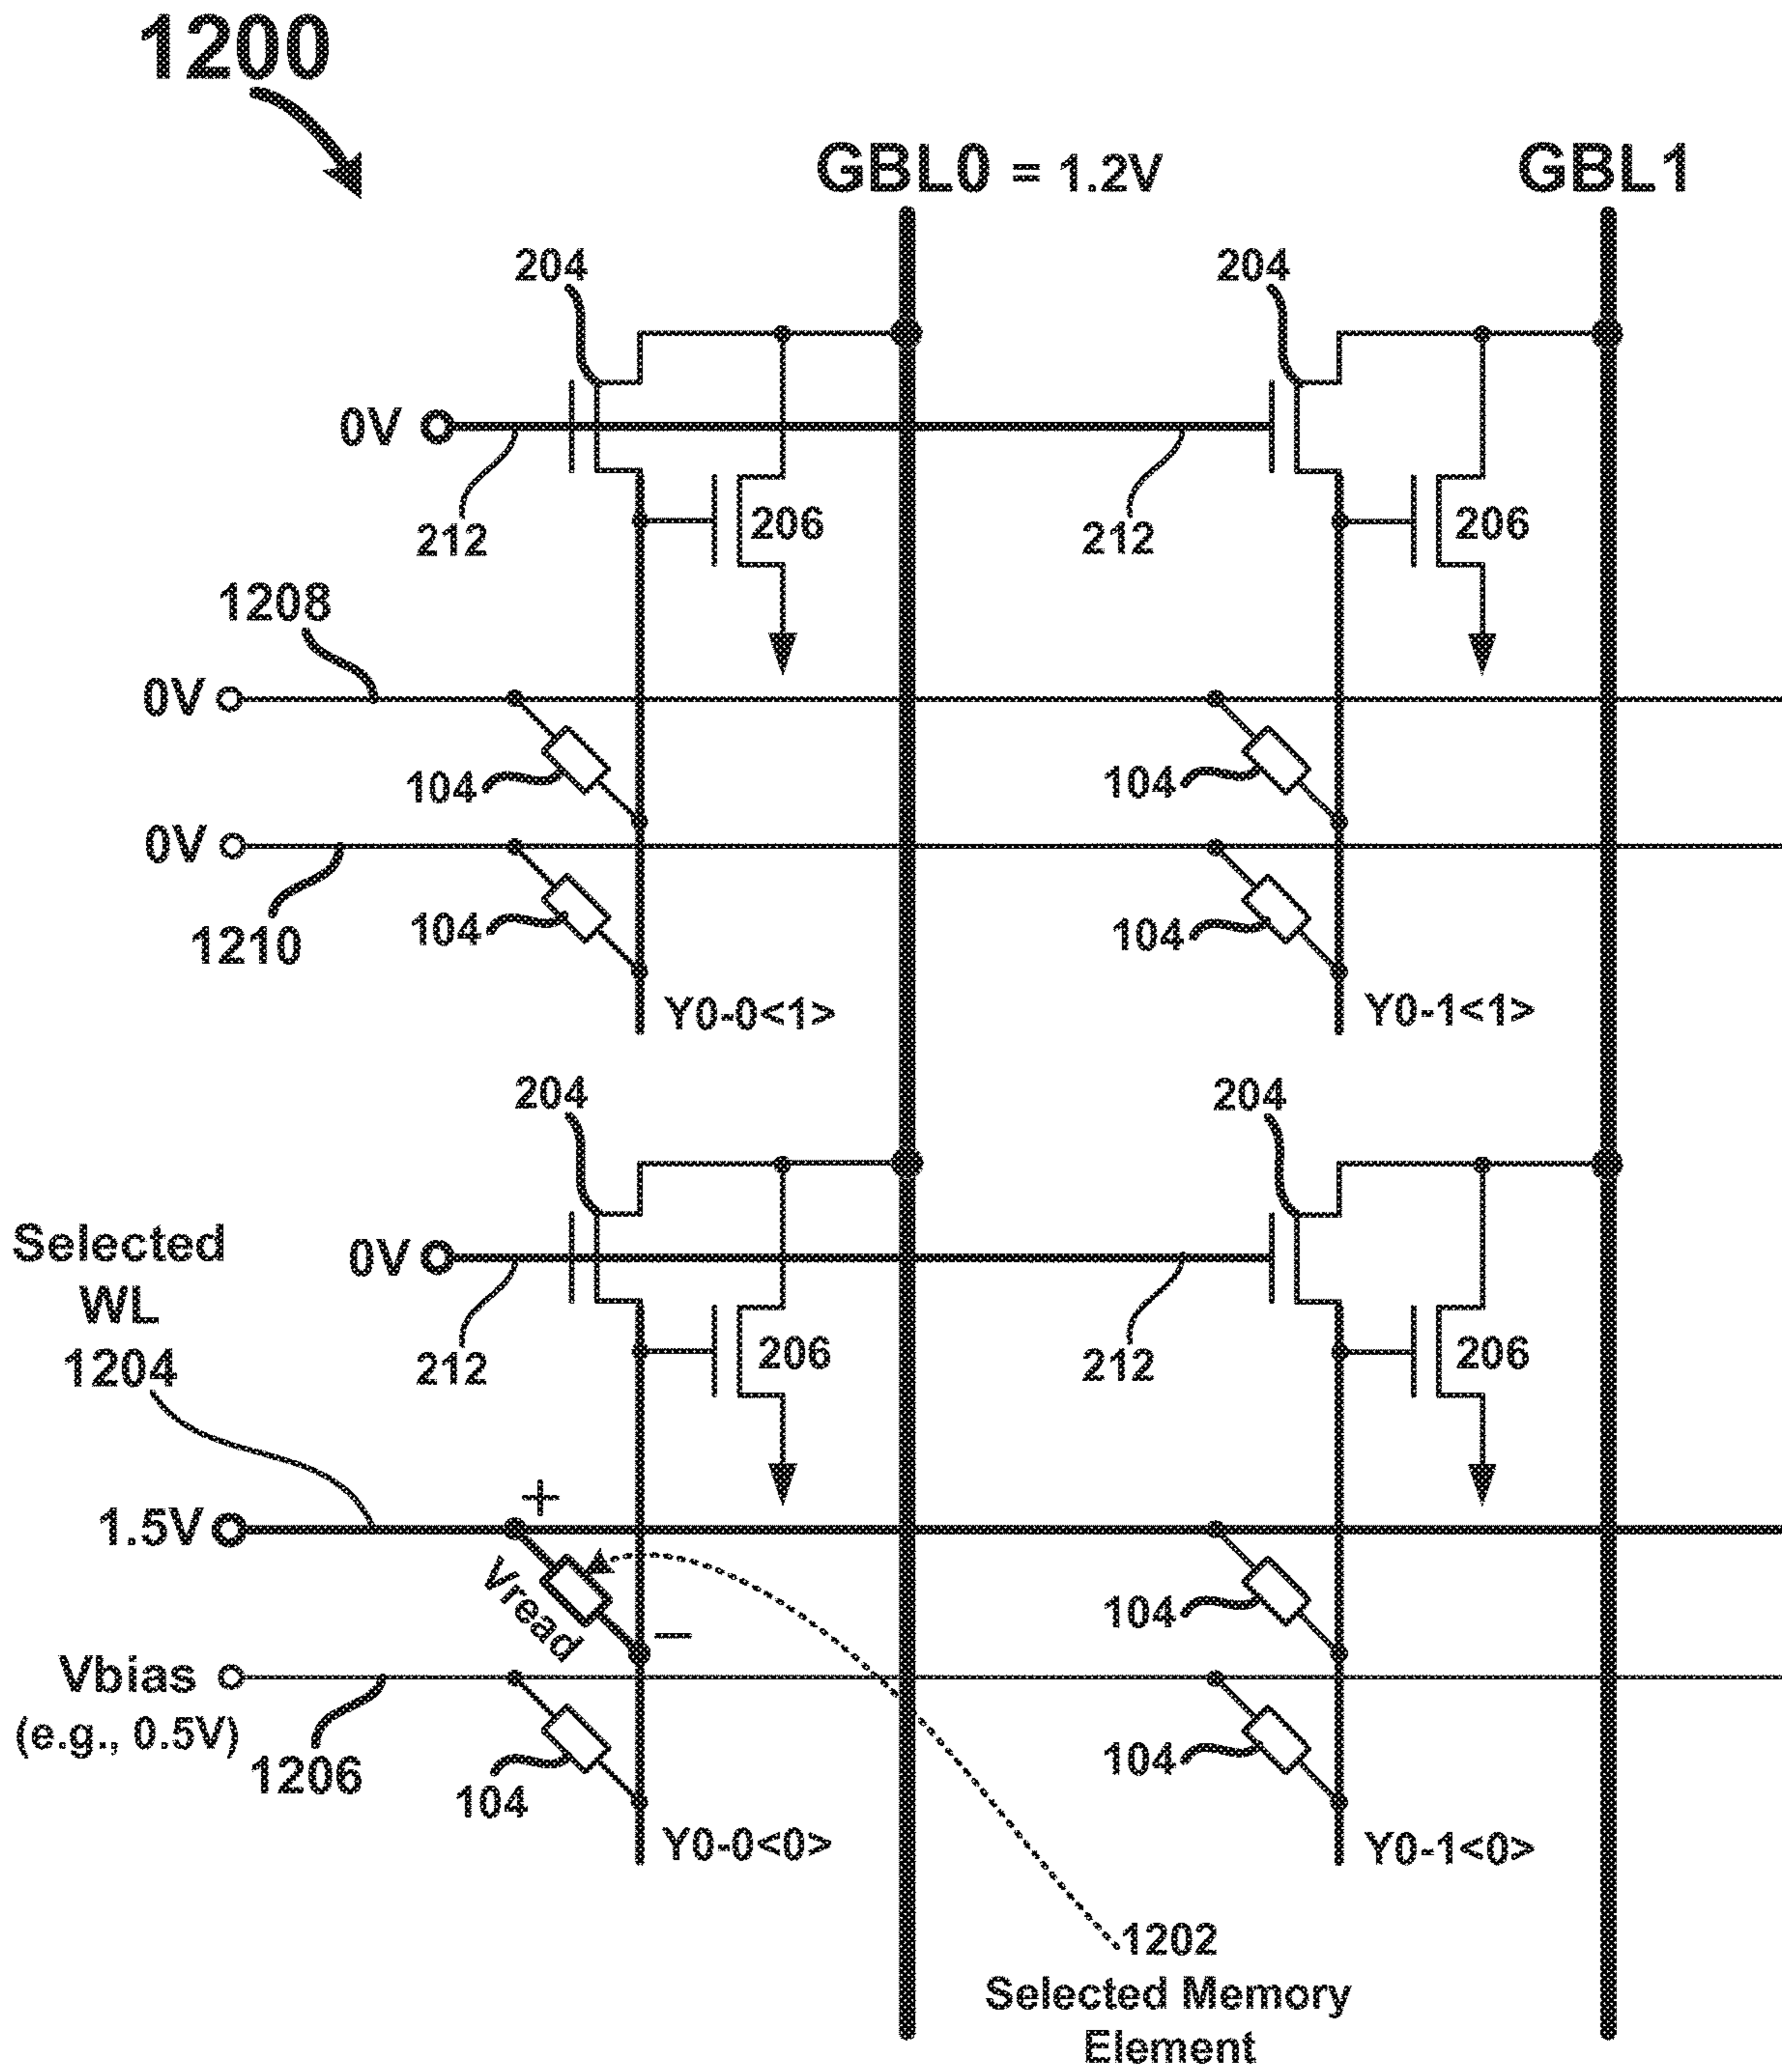 1200
GBL0 = 1.2V
GBL1
204
204
0V
212
206
212
206
1208
0V
104
104
0V
1210
104
104
Y0-0<1>
Y0-1<1>
204
204
Selected
WL
1204
0V
212
206
212
206
1.5V
+
Vread
−
104
Vbias
(e.g., 0.5V)
1206
104
104
Y0-0<0>
Y0-1<0>
1202
Selected Memory
Element